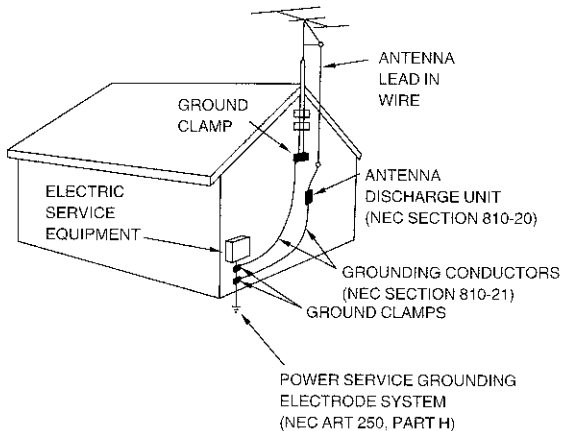 ANTENNA
LEAD IN
WIRE
GROUND
CLAMP
ANTENNA
DISCHARGE UNIT
(NEC SECTION 810-20)
ELECTRIC
SERVICE
EQUIPMENT
GROUNDING CONDUCTORS
(NEC SECTION 810-21)
GROUND CLAMPS
POWER SERVICE GROUNDING
ELECTRODE SYSTEM
(NEC ART 250, PART H)